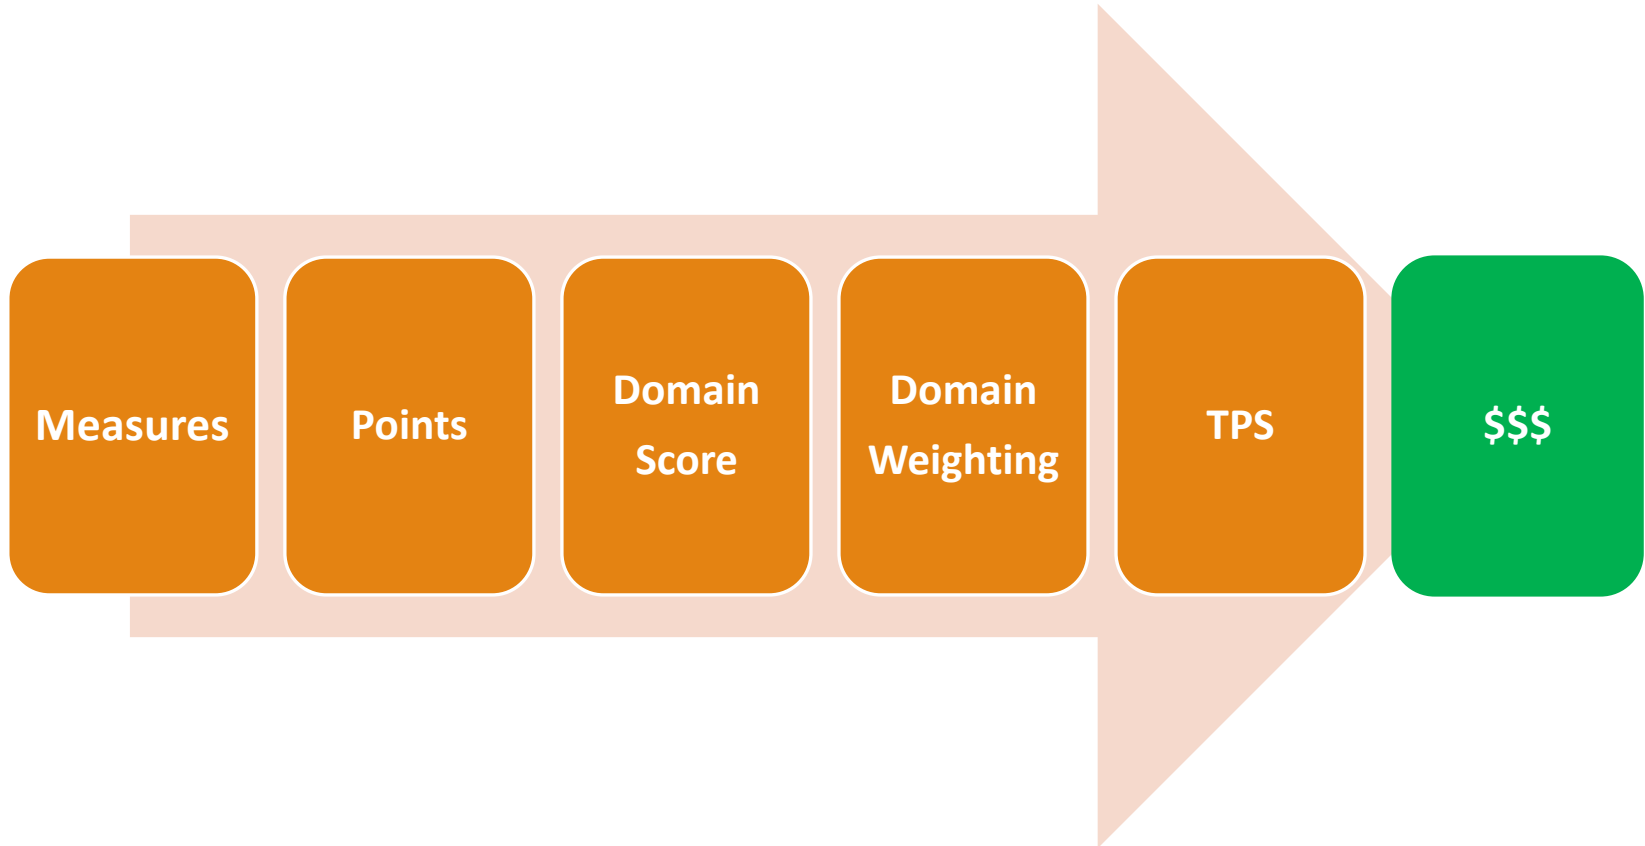 Measures
Points
Domain
Score
Domain
Weighting
TPS
$$$